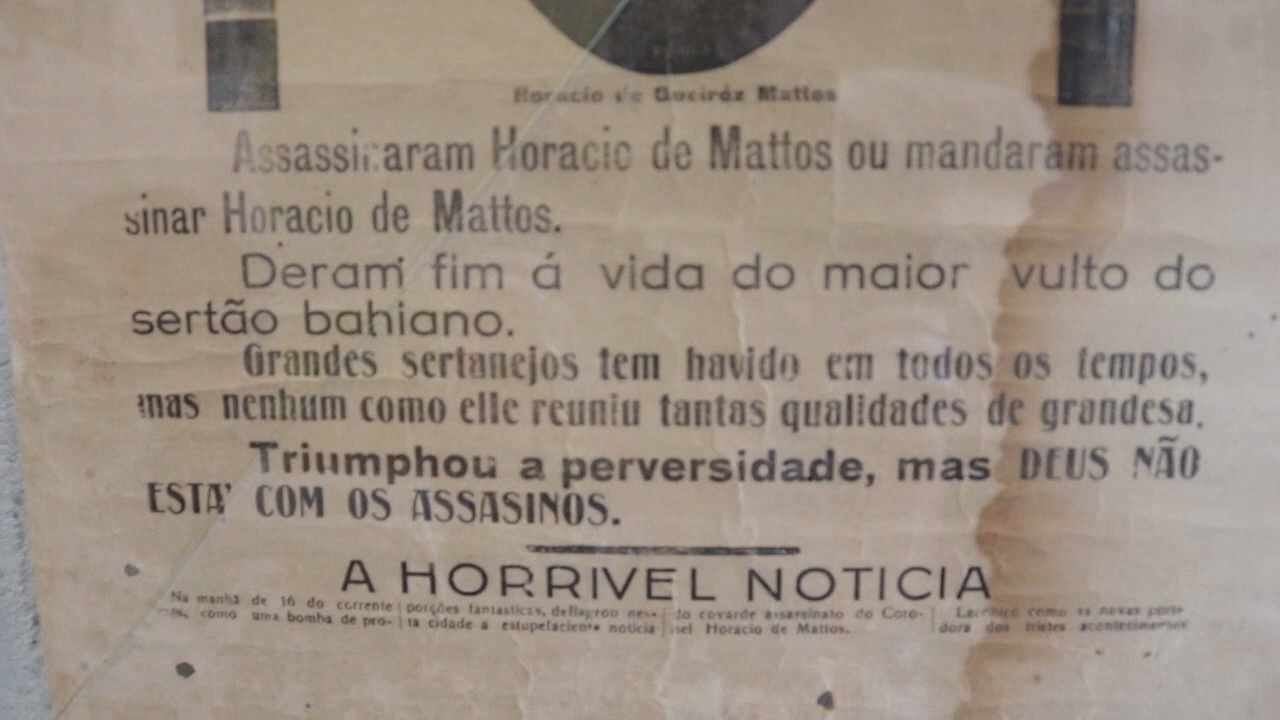 Horacio de Queiróz Mattos
Assassinaram Horacio de Mattos ou mandaram assas-
sinar Horacio de Mattos.
Deram fim á vida do maior vulto do
sertão bahiano.
Grandes sertanejos tem havido em todos os tempos,
mas nenhum como elle reuniu tantas qualidades de grandesa.
Triumphou a perversidade, mas DEUS NÃO
ESTA' COM OS ASSASINOS.
A HORRIVEL NOTICIA
Na manhã de 16 do corrente
mês, como uma bomba de pro-
porções fantasticas, deflagrou nes-
ta cidade a estupefaciente noticia
do covarde assassinato do Coro-
nel Horacio de Mattos.
como as novas
dora dos tristes acontecimentos